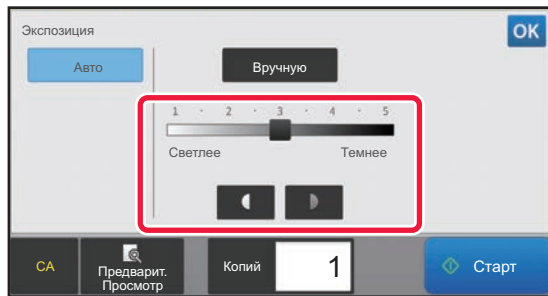 Экспозиция
OK
Авто
Вручную
1 · 2 · 3 · 4 · 5
Светлее
Темнее
CA
Предварит.
Просмотр
Копий
1
Старт